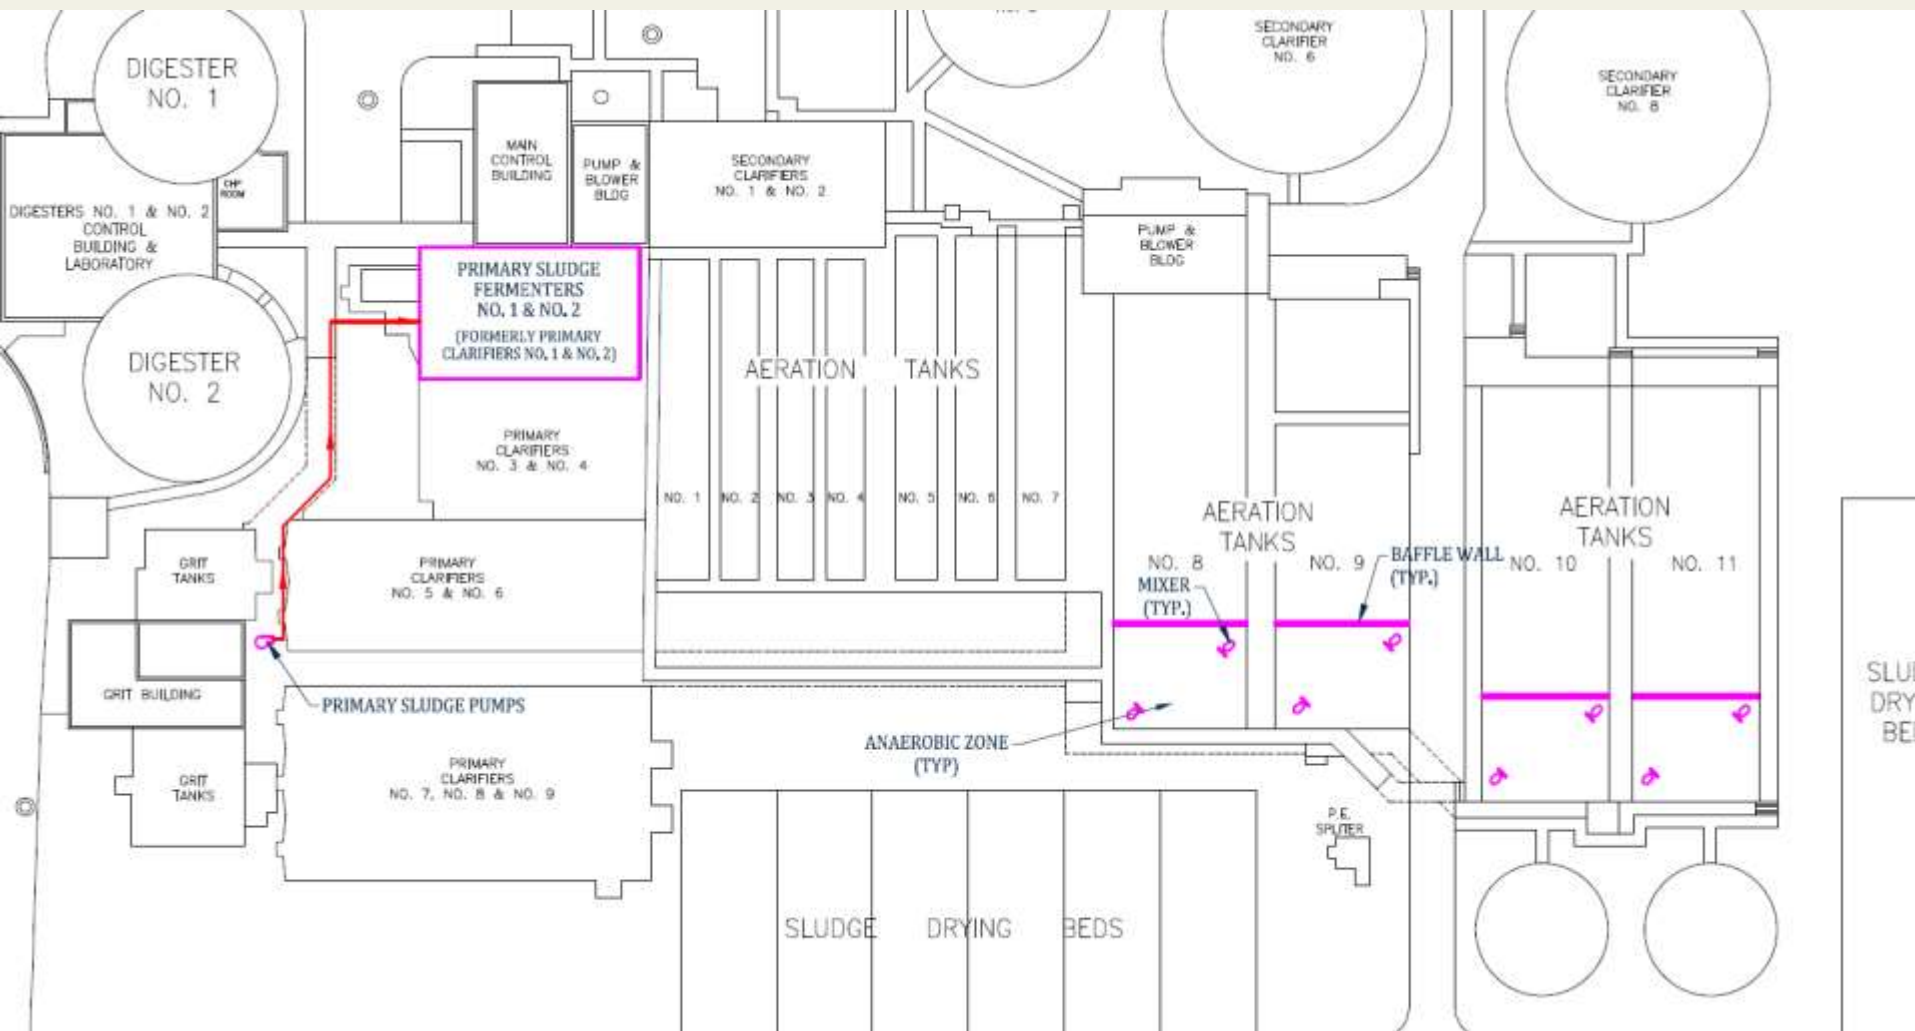 DIGESTER
NO. 1
SECONDARY
CLARIFIER
NO. 6
SECONDARY
CLARIFIER
NO. 8
MAIN
CONTROL
BUILDING
PUMP &
BLOWER
BLDG
SECONDARY
CLARIFIERS
NO. 1 & NO. 2
CHP
ROOM
DIGESTERS NO. 1 & NO. 2
CONTROL
BUILDING &
LABORATORY
PUMP &
BLOWER
BLDG
PRIMARY SLUDGE
FERMENTERS
NO. 1 & NO. 2
(FORMERLY PRIMARY
CLARIFIERS NO. 1 & NO. 2)
DIGESTER
NO. 2
AERATION TANKS
PRIMARY
CLARIFIERS
NO. 3 & NO. 4
NO. 1
NO. 2
NO. 3
NO. 4
NO. 5
NO. 6
NO. 7
AERATION
TANKS
NO. 8
NO. 9
AERATION
TANKS
NO. 10
NO. 11
BAFFLE WALL
(TYP.)
MIXER
(TYP.)
GRIT
TANKS
PRIMARY
CLARIFIERS
NO. 5 & NO. 6
GRIT BUILDING
PRIMARY SLUDGE PUMPS
ANAEROBIC ZONE
(TYP)
GRIT
TANKS
PRIMARY
CLARIFIERS
NO. 7, NO. 8 & NO. 9
P.E.
SPLITER
SLUDGE DRYING BEDS
SLU
DRY
BE